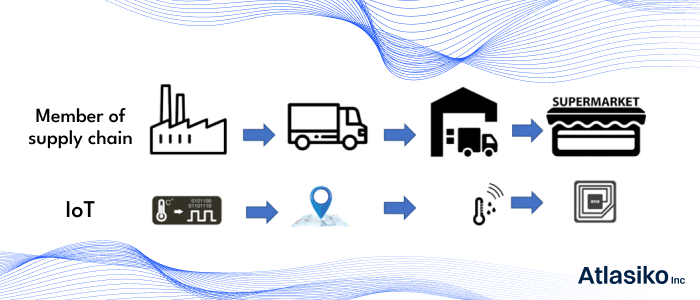 Member of
supply chain
SUPERMARKET
IoT
C°
0101100
01101110
RFID
Atlasiko Inc